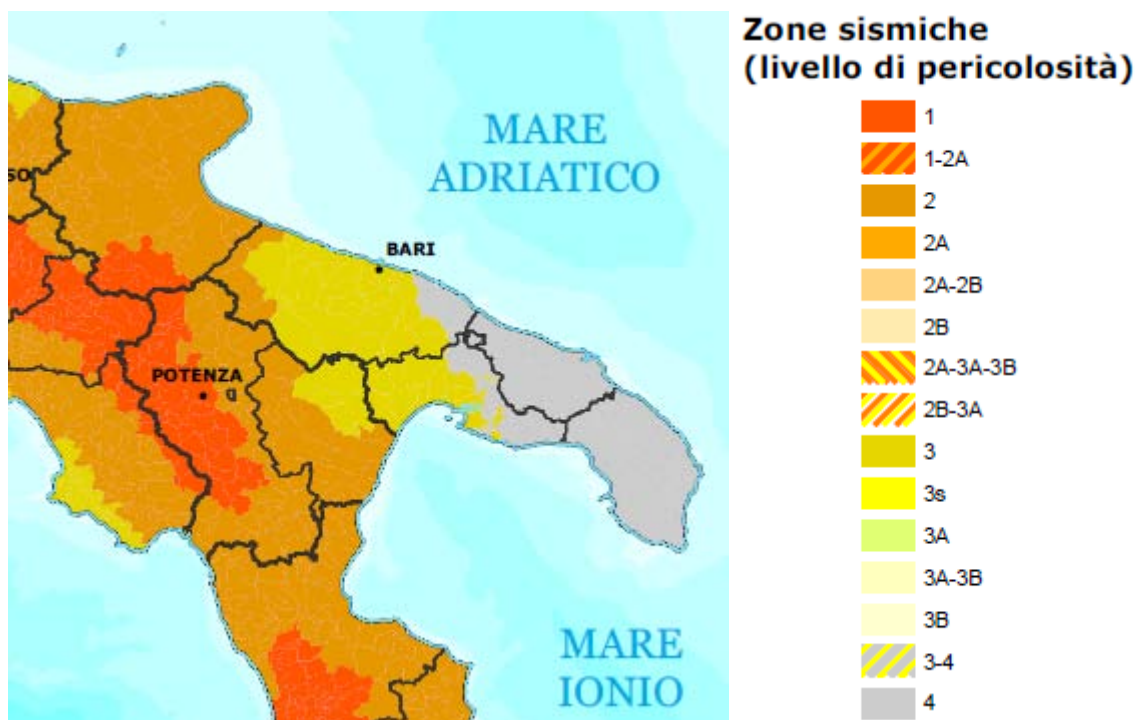 Zone sismiche
(livello di pericolosità)
MARE
ADRIATICO
SO
BARI
POTENZA
MARE
IONIO
1
1-2A
2
2A
2A-2B
2B
2A-3A-3B
2B-3A
3
3s
3A
3A-3B
3B
3-4
4